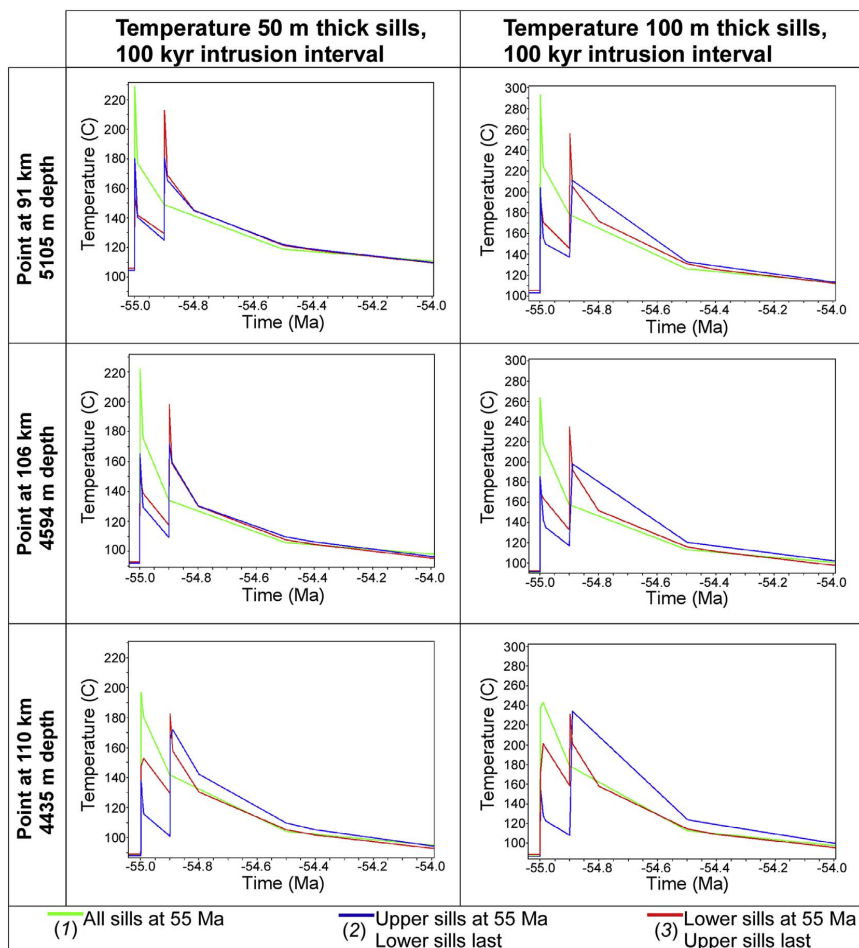 Temperature 50 m thick sills,
100 kyr intrusion interval
Temperature 100 m thick sills,
100 kyr intrusion interval
Point at 91 km
5105 m depth
Temperature (C)
220
200
180
160
140
120
100
-55.0 -54.8 -54.6 -54.4 -54.2 -54.0
Time (Ma)
Temperature (C)
300
280
260
240
220
200
180
160
140
120
100
-55.0 -54.8 -54.6 -54.4 -54.2 -54.0
Time (Ma)
Point at 106 km
4594 m depth
Temperature (C)
220
200
180
160
140
120
100
-55.0 -54.8 -54.6 -54.4 -54.2 -54.0
Time (Ma)
Temperature (C)
300
280
260
240
220
200
180
160
140
120
100
-55.0 -54.8 -54.6 -54.4 -54.2 -54.0
Time (Ma)
Point at 110 km
4435 m depth
Temperature (C)
220
200
180
160
140
120
100
-55.0 -54.8 -54.6 -54.4 -54.2 -54.0
Time (Ma)
Temperature (C)
300
280
260
240
220
200
180
160
140
120
100
-55.0 -54.8 -54.6 -54.4 -54.2 -54.0
Time (Ma)
(1) All sills at 55 Ma
(2) Upper sills at 55 Ma
Lower sills last
(3) Lower sills at 55 Ma
Upper sills last